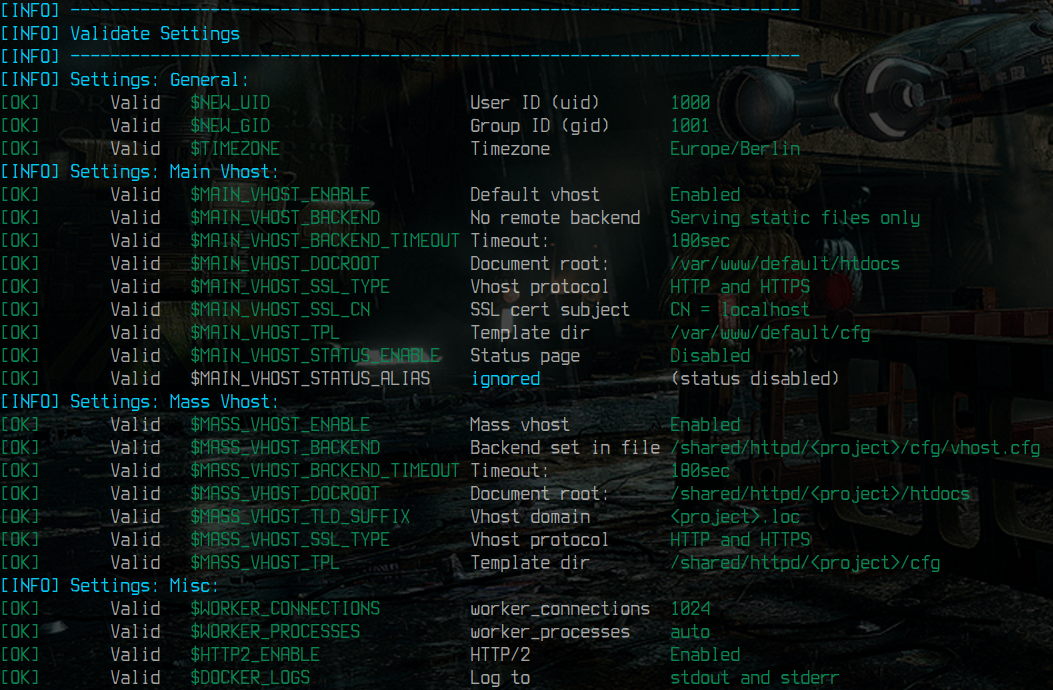 [INFO] -------------------------------------------------------------------------
[INFO] Validate Settings
[INFO] -------------------------------------------------------------------------
[INFO] Settings: General:
[OK] Valid $NEW_UID User ID (uid) 1000
[OK] Valid $NEW_GID Group ID (gid) 1001
[OK] Valid $TIMEZONE Timezone Europe/Berlin
[INFO] Settings: Main Vhost:
[OK] Valid $MAIN_VHOST_ENABLE Default vhost Enabled
[OK] Valid $MAIN_VHOST_BACKEND No remote backend Serving static files only
[OK] Valid $MAIN_VHOST_BACKEND_TIMEOUT Timeout: 180sec
[OK] Valid $MAIN_VHOST_DOCROOT Document root: /var/www/default/htdocs
[OK] Valid $MAIN_VHOST_SSL_TYPE Vhost protocol HTTP and HTTPS
[OK] Valid $MAIN_VHOST_SSL_CN SSL cert subject CN = localhost
[OK] Valid $MAIN_VHOST_TPL Template dir /var/www/default/cfg
[OK] Valid $MAIN_VHOST_STATUS_ENABLE Status page Disabled
[OK] Valid $MAIN_VHOST_STATUS_ALIAS ignored (status disabled)
[INFO] Settings: Mass Vhost:
[OK] Valid $MASS_VHOST_ENABLE Mass vhost Enabled
[OK] Valid $MASS_VHOST_BACKEND Backend set in file /shared/httpd/<project>/cfg/vhost.cfg
[OK] Valid $MASS_VHOST_BACKEND_TIMEOUT Timeout: 180sec
[OK] Valid $MASS_VHOST_DOCROOT Document root: /shared/httpd/<project>/htdocs
[OK] Valid $MASS_VHOST_TLD_SUFFIX Vhost domain <project>.loc
[OK] Valid $MASS_VHOST_SSL_TYPE Vhost protocol HTTP and HTTPS
[OK] Valid $MASS_VHOST_TPL Template dir /shared/httpd/<project>/cfg
[INFO] Settings: Misc:
[OK] Valid $WORKER_CONNECTIONS worker_connections 1024
[OK] Valid $WORKER_PROCESSES worker_processes auto
[OK] Valid $HTTP2_ENABLE HTTP/2 Enabled
[OK] Valid $DOCKER_LOGS Log to stdout and stderr